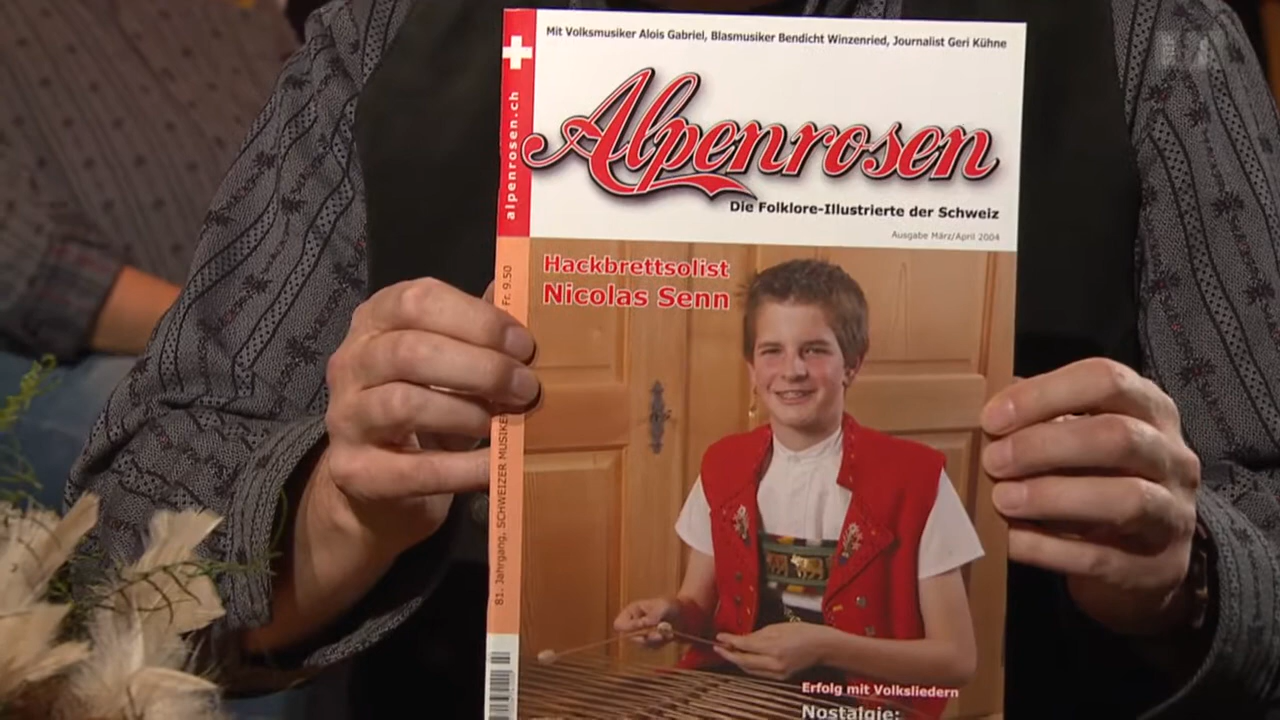 Mit Volksmusiker Alois Gabriel, Blasmusiker Bendicht Winzenried, Journalist Geri Kühne
alpenrosen.ch
Alpenrosen
Die Folklore-Illustrierte der Schweiz
Ausgabe März/April 2004
Hackbrettsolist
Nicolas Senn
Fr. 9.50
81. Jahrgang, SCHWEIZER MUSIKE
Erfolg mit Volksliedern
Nostalgie: